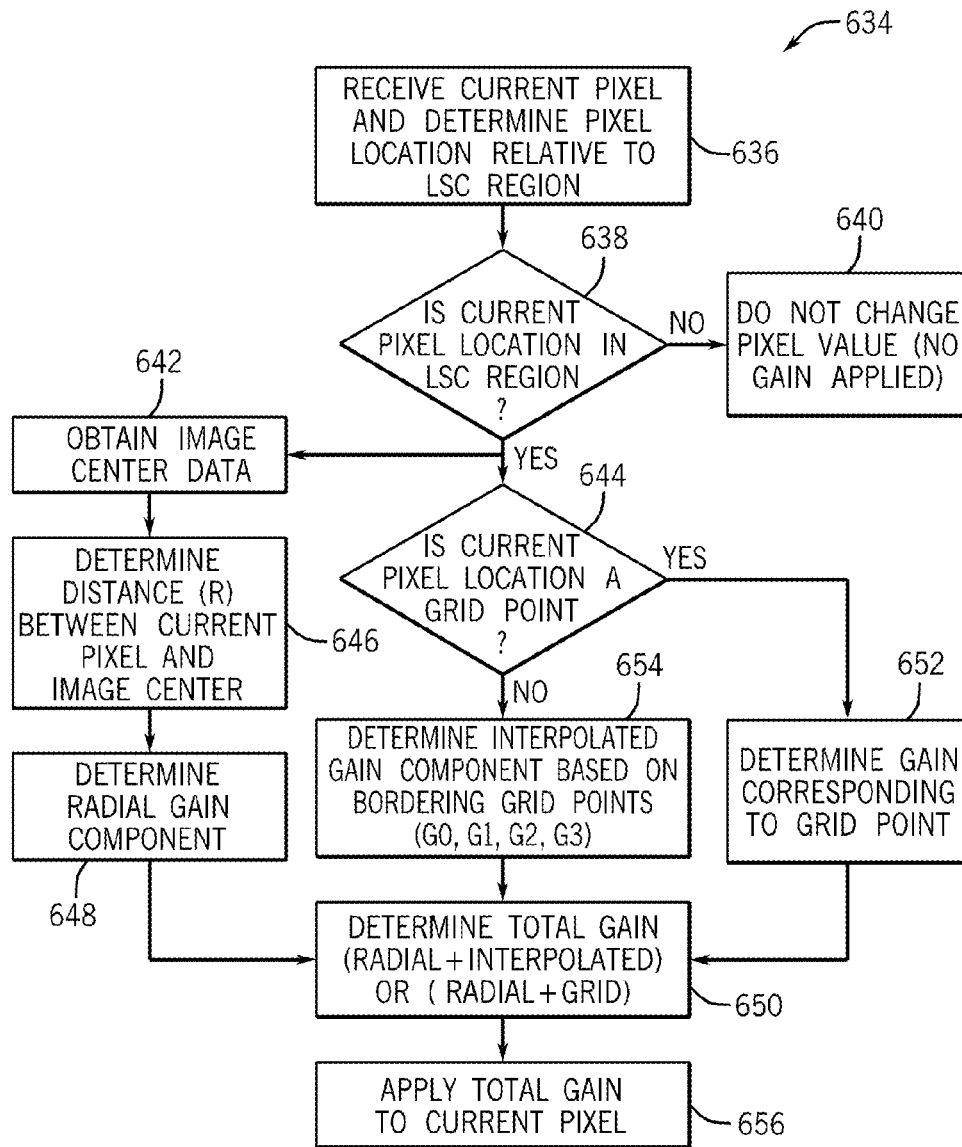 634
RECEIVE CURRENT PIXEL
AND DETERMINE PIXEL
LOCATION RELATIVE TO
LSC REGION
636
638
IS CURRENT
PIXEL LOCATION IN
LSC REGION
?
NO
640
DO NOT CHANGE
PIXEL VALUE (NO
GAIN APPLIED)
YES
642
OBTAIN IMAGE
CENTER DATA
644
IS CURRENT
PIXEL LOCATION A
GRID POINT
?
YES
NO
DETERMINE
DISTANCE (R)
BETWEEN CURRENT
PIXEL AND
IMAGE CENTER
646
654
DETERMINE INTERPOLATED
GAIN COMPONENT BASED ON
BORDERING GRID POINTS
(G0, G1, G2, G3)
652
DETERMINE GAIN
CORRESPONDING
TO GRID POINT
DETERMINE
RADIAL GAIN
COMPONENT
648
DETERMINE TOTAL GAIN
(RADIAL+INTERPOLATED)
OR ( RADIAL+GRID)
650
APPLY TOTAL GAIN
TO CURRENT PIXEL
656